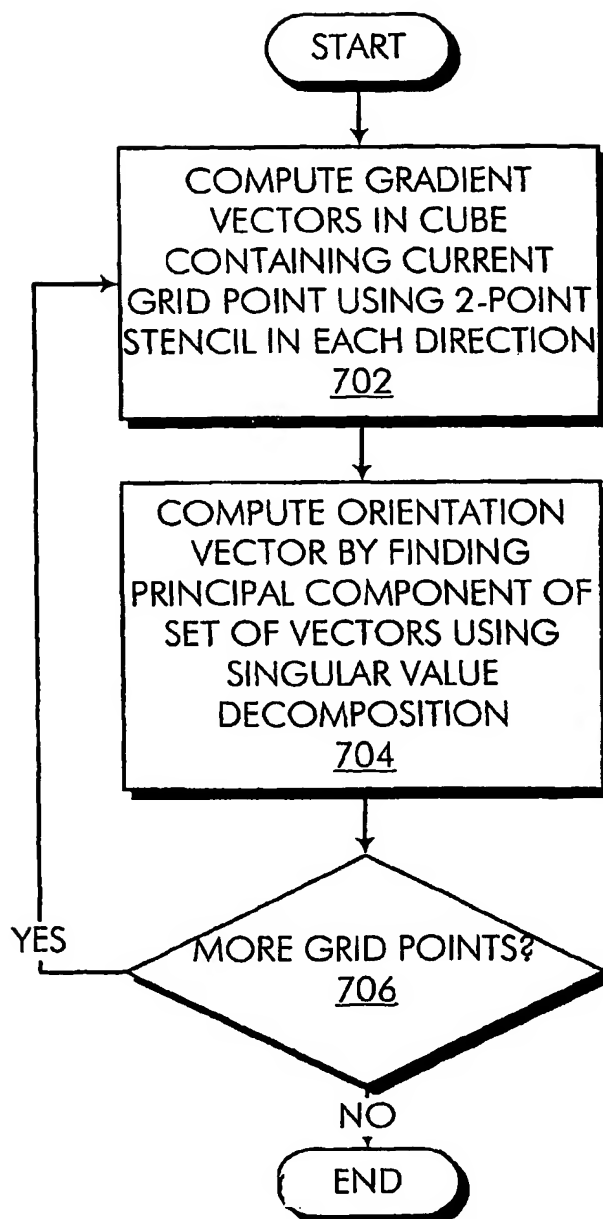 START
COMPUTE GRADIENT
VECTORS IN CUBE
CONTAINING CURRENT
GRID POINT USING 2-POINT
STENCIL IN EACH DIRECTION
702
COMPUTE ORIENTATION
VECTOR BY FINDING
PRINCIPAL COMPONENT OF
SET OF VECTORS USING
SINGULAR VALUE
DECOMPOSITION
704
YES
MORE GRID POINTS?
706
NO
END